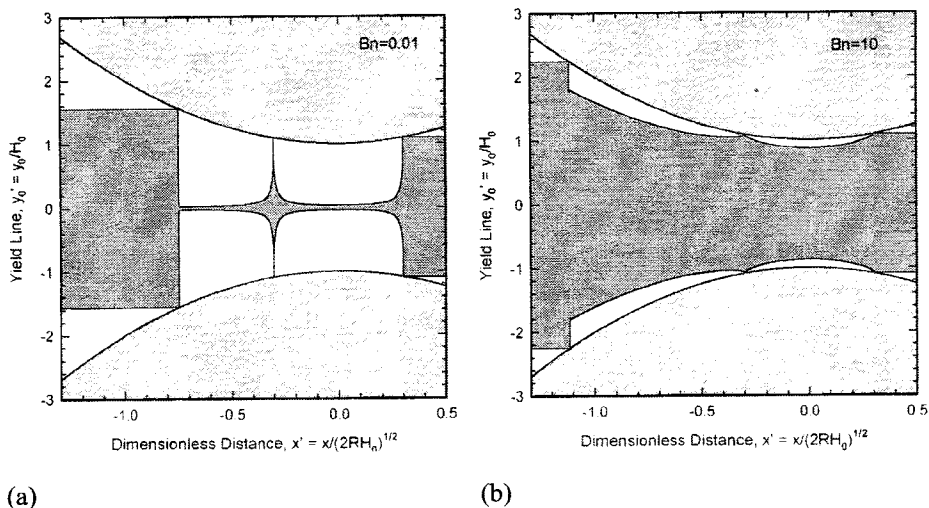 3
2
1
0
-1
-2
-3
Yield Line, y₀' = y₀/H₀
Bn=0.01
-1.0
-0.5
0.0
0.5
Dimensionless Distance, x' = x/(2RH₀)^1/2
(a)
3
2
1
0
-1
-2
-3
Yield Line, y₀' = y₀/H₀
Bn=10
-1.0
-0.5
0.0
0.5
Dimensionless Distance, x' = x/(2RH₀)^1/2
(b)